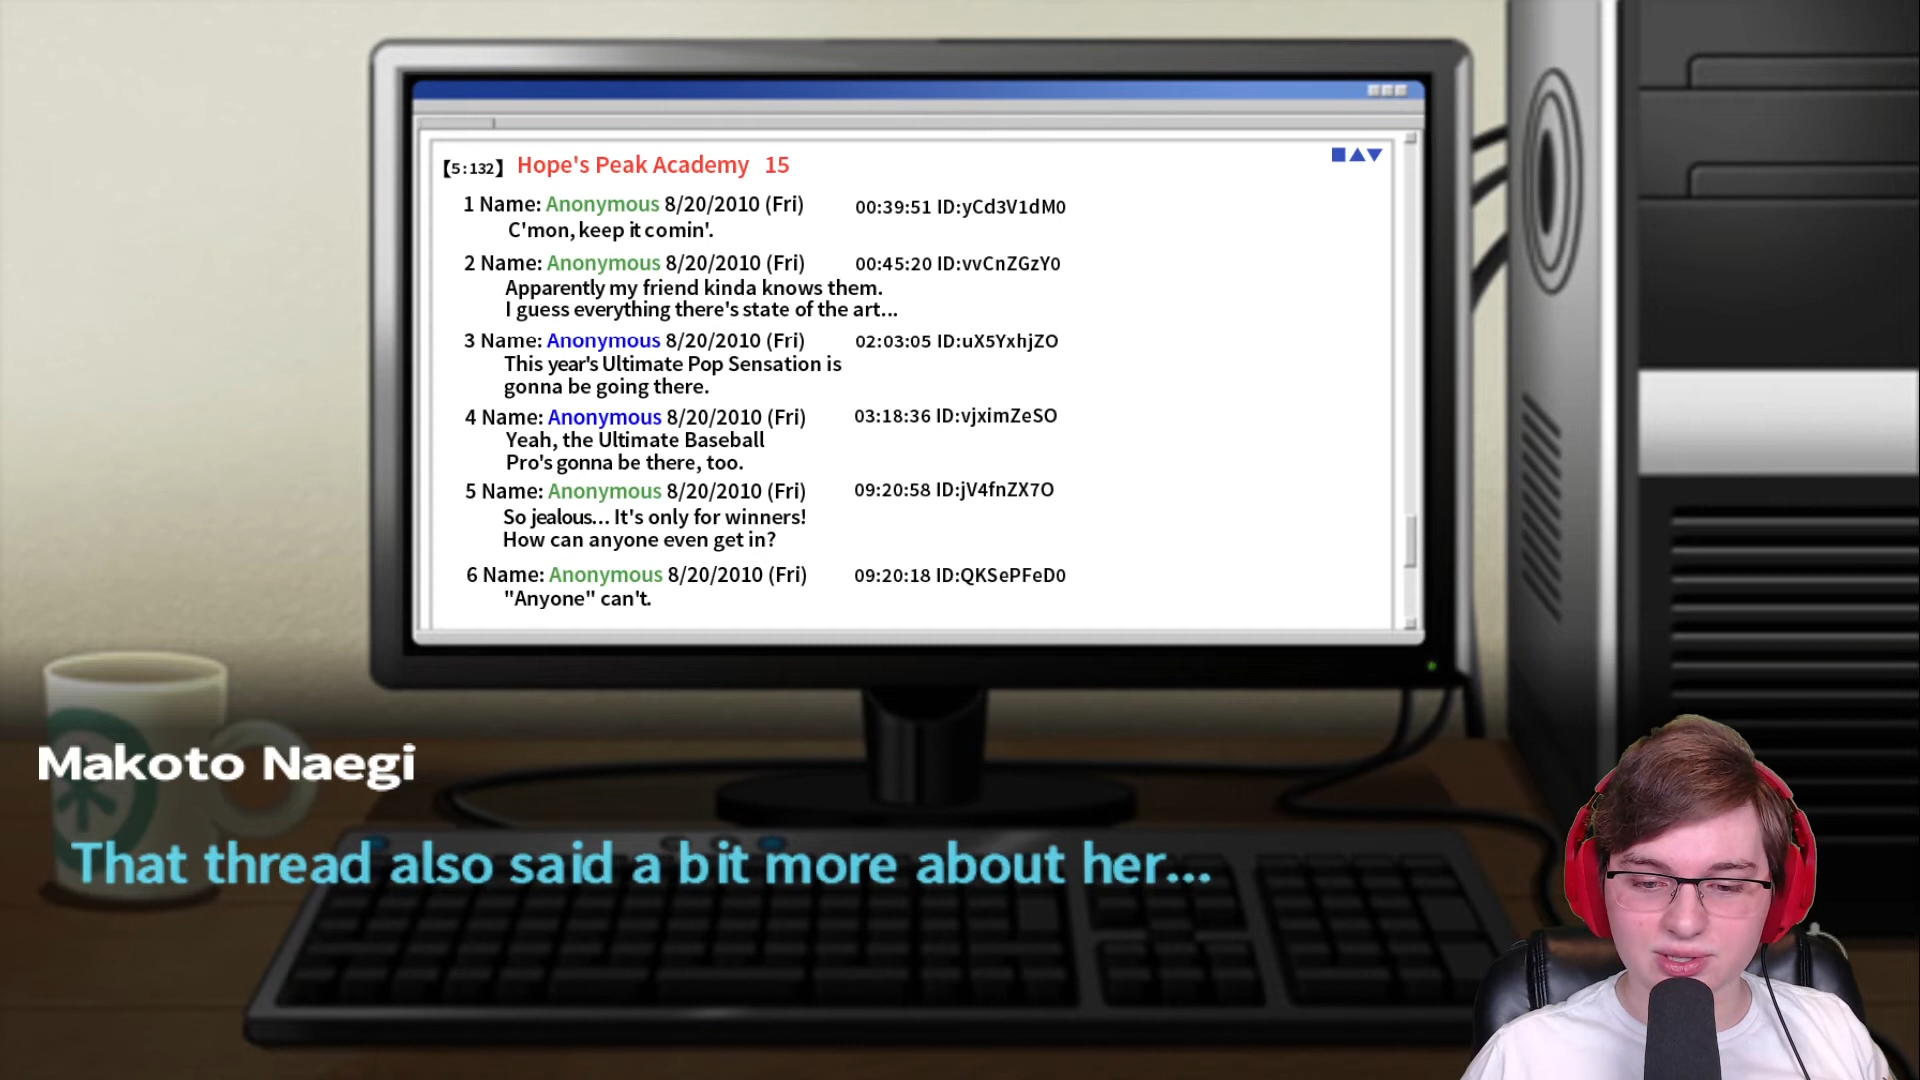 【5:132】 Hope's Peak Academy 15
1 Name: Anonymous 8/20/2010 (Fri) 00:39:51 ID:yCd3V1dM0
C'mon, keep it comin'.
2 Name: Anonymous 8/20/2010 (Fri) 00:45:20 ID:vvCnZGzY0
Apparently my friend kinda knows them.
I guess everything there's state of the art...
3 Name: Anonymous 8/20/2010 (Fri) 02:03:05 ID:uX5YxhjZO
This year's Ultimate Pop Sensation is
gonna be going there.
4 Name: Anonymous 8/20/2010 (Fri) 03:18:36 ID:vjximZeSO
Yeah, the Ultimate Baseball
Pro's gonna be there, too.
5 Name: Anonymous 8/20/2010 (Fri) 09:20:58 ID:jV4fnZX7O
So jealous... It's only for winners!
How can anyone even get in?
6 Name: Anonymous 8/20/2010 (Fri) 09:20:18 ID:QKSePFeD0
"Anyone" can't.
Makoto Naegi
That thread also said a bit more about her...